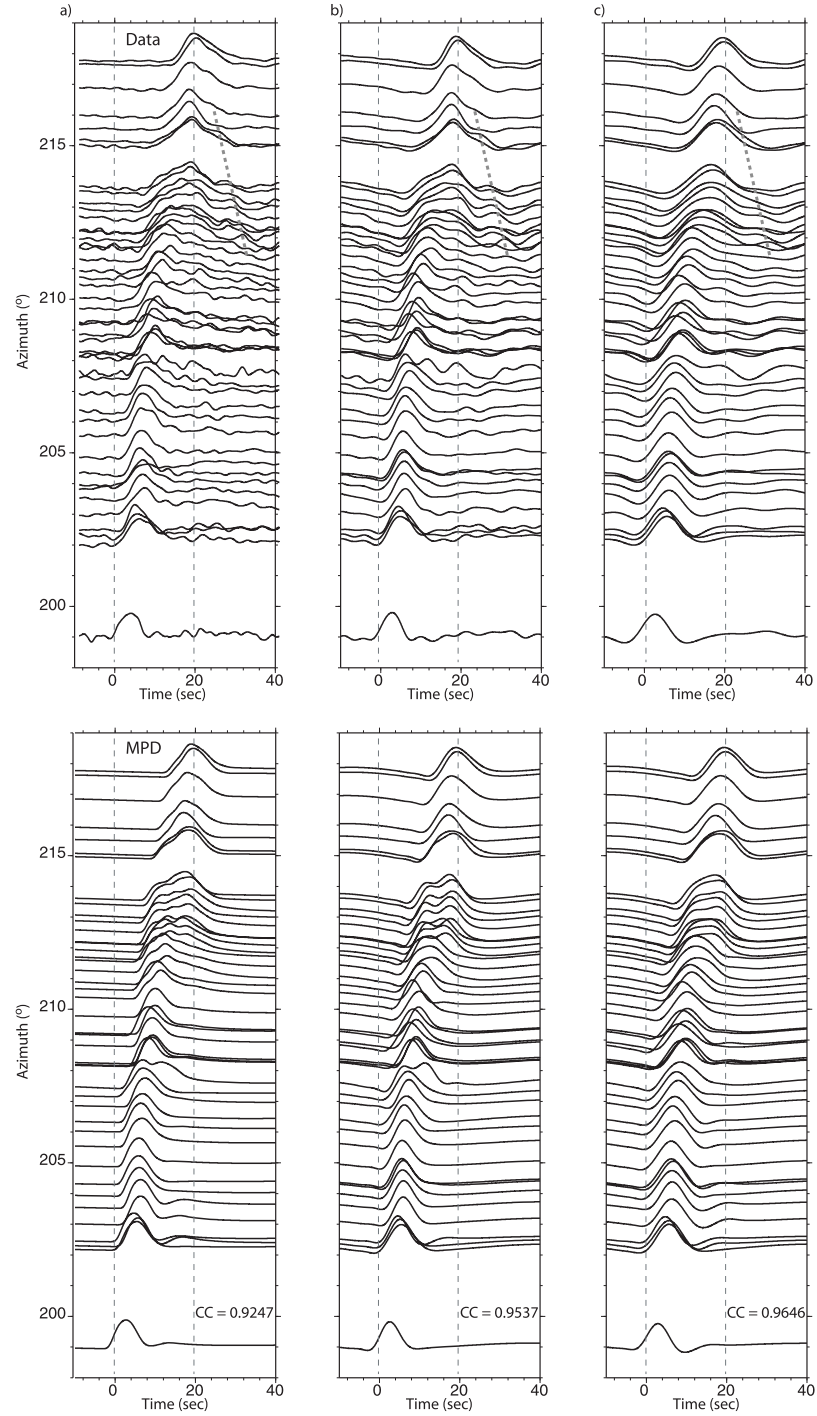 a) b) c)
Data
215
210
205
200
Azimuth (º)
0 20 40 0 20 40 0 20 40
Time (sec) Time (sec) Time (sec)
MPD
215
210
205
200
Azimuth (º)
CC = 0.9247 CC = 0.9537 CC = 0.9646
0 20 40 0 20 40 0 20 40
Time (sec) Time (sec) Time (sec)